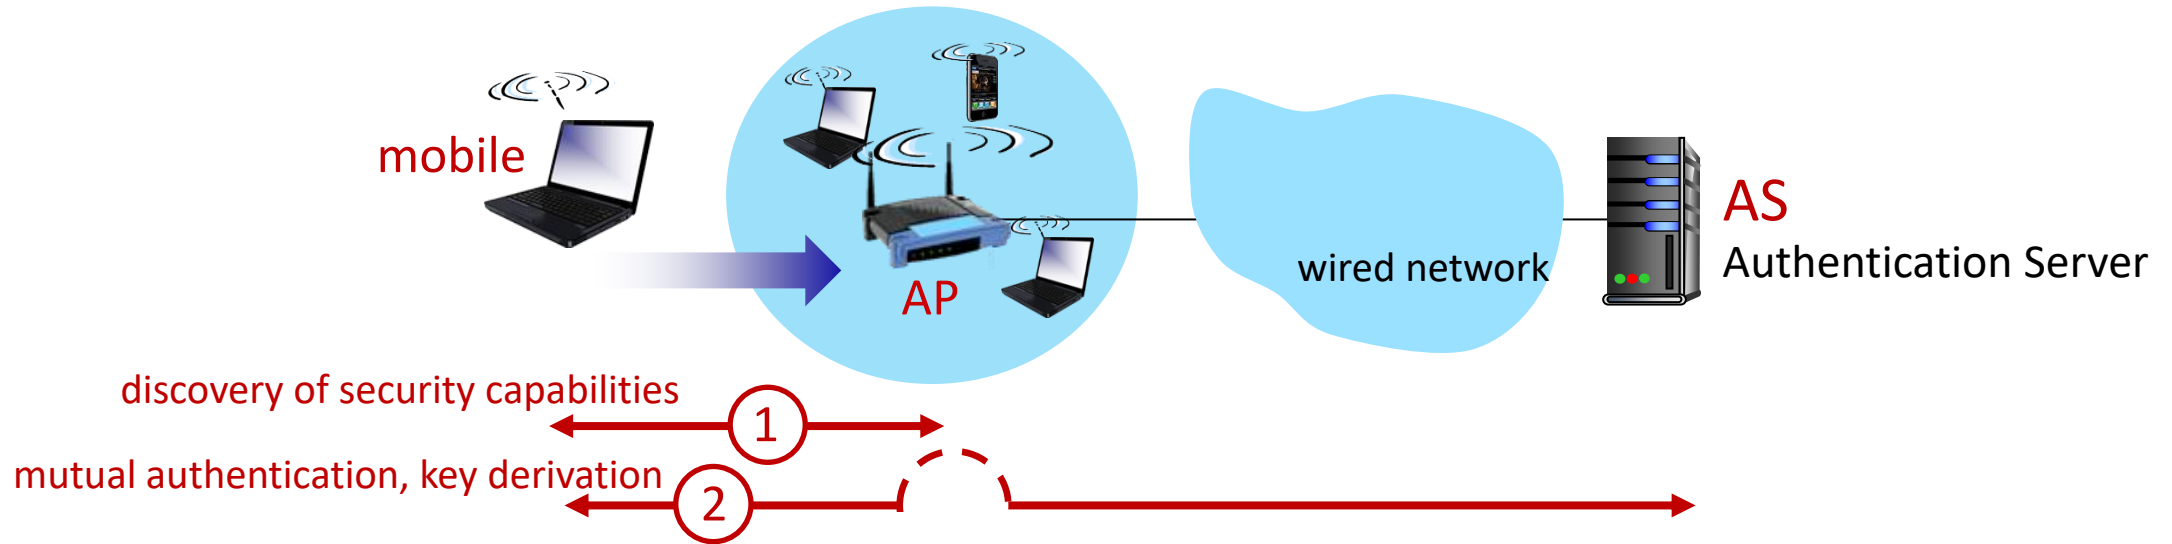 mobile
AP
wired network
AS
Authentication Server
discovery of security capabilities
1
mutual authentication, key derivation
2